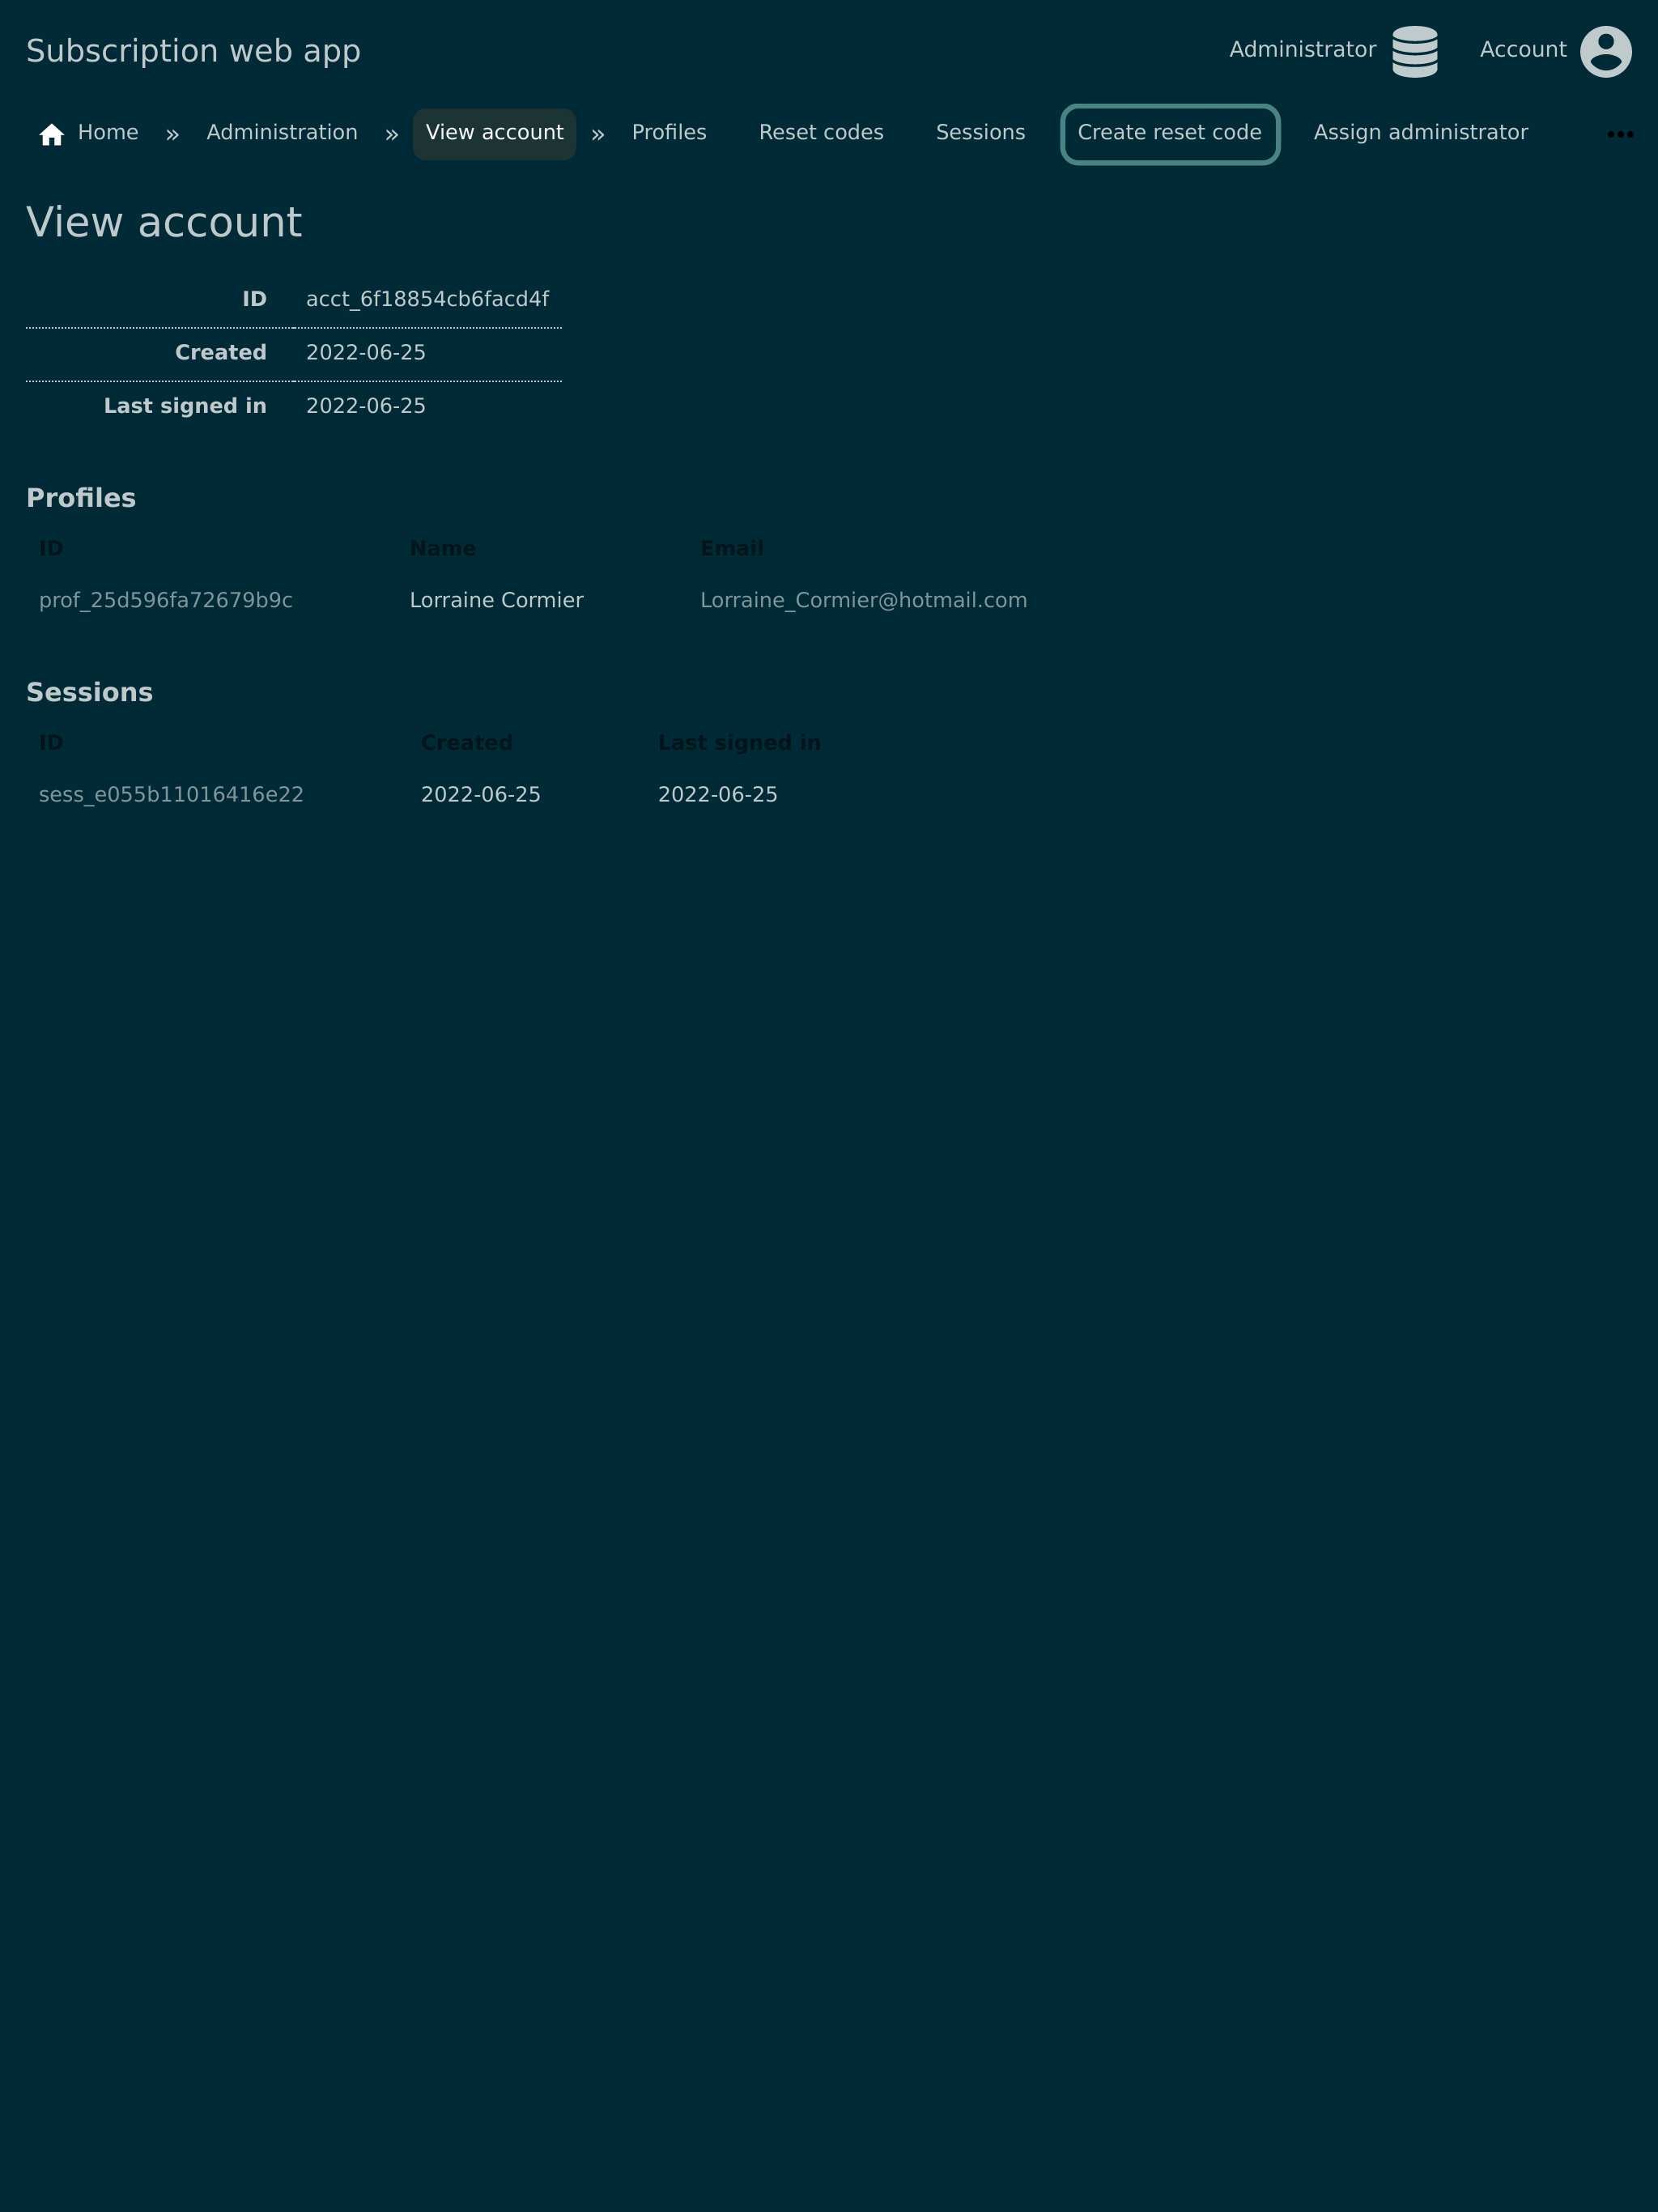 Subscription web app Administrator Account
Home » Administration » View account » Profiles Reset codes Sessions Create reset code Assign administrator •••
View account
ID acct_6f18854cb6facd4f
Created 2022-06-25
Last signed in 2022-06-25
Profiles
ID Name Email
prof_25d596fa72679b9c Lorraine Cormier Lorraine_Cormier@hotmail.com
Sessions
ID Created Last signed in
sess_e055b11016416e22 2022-06-25 2022-06-25